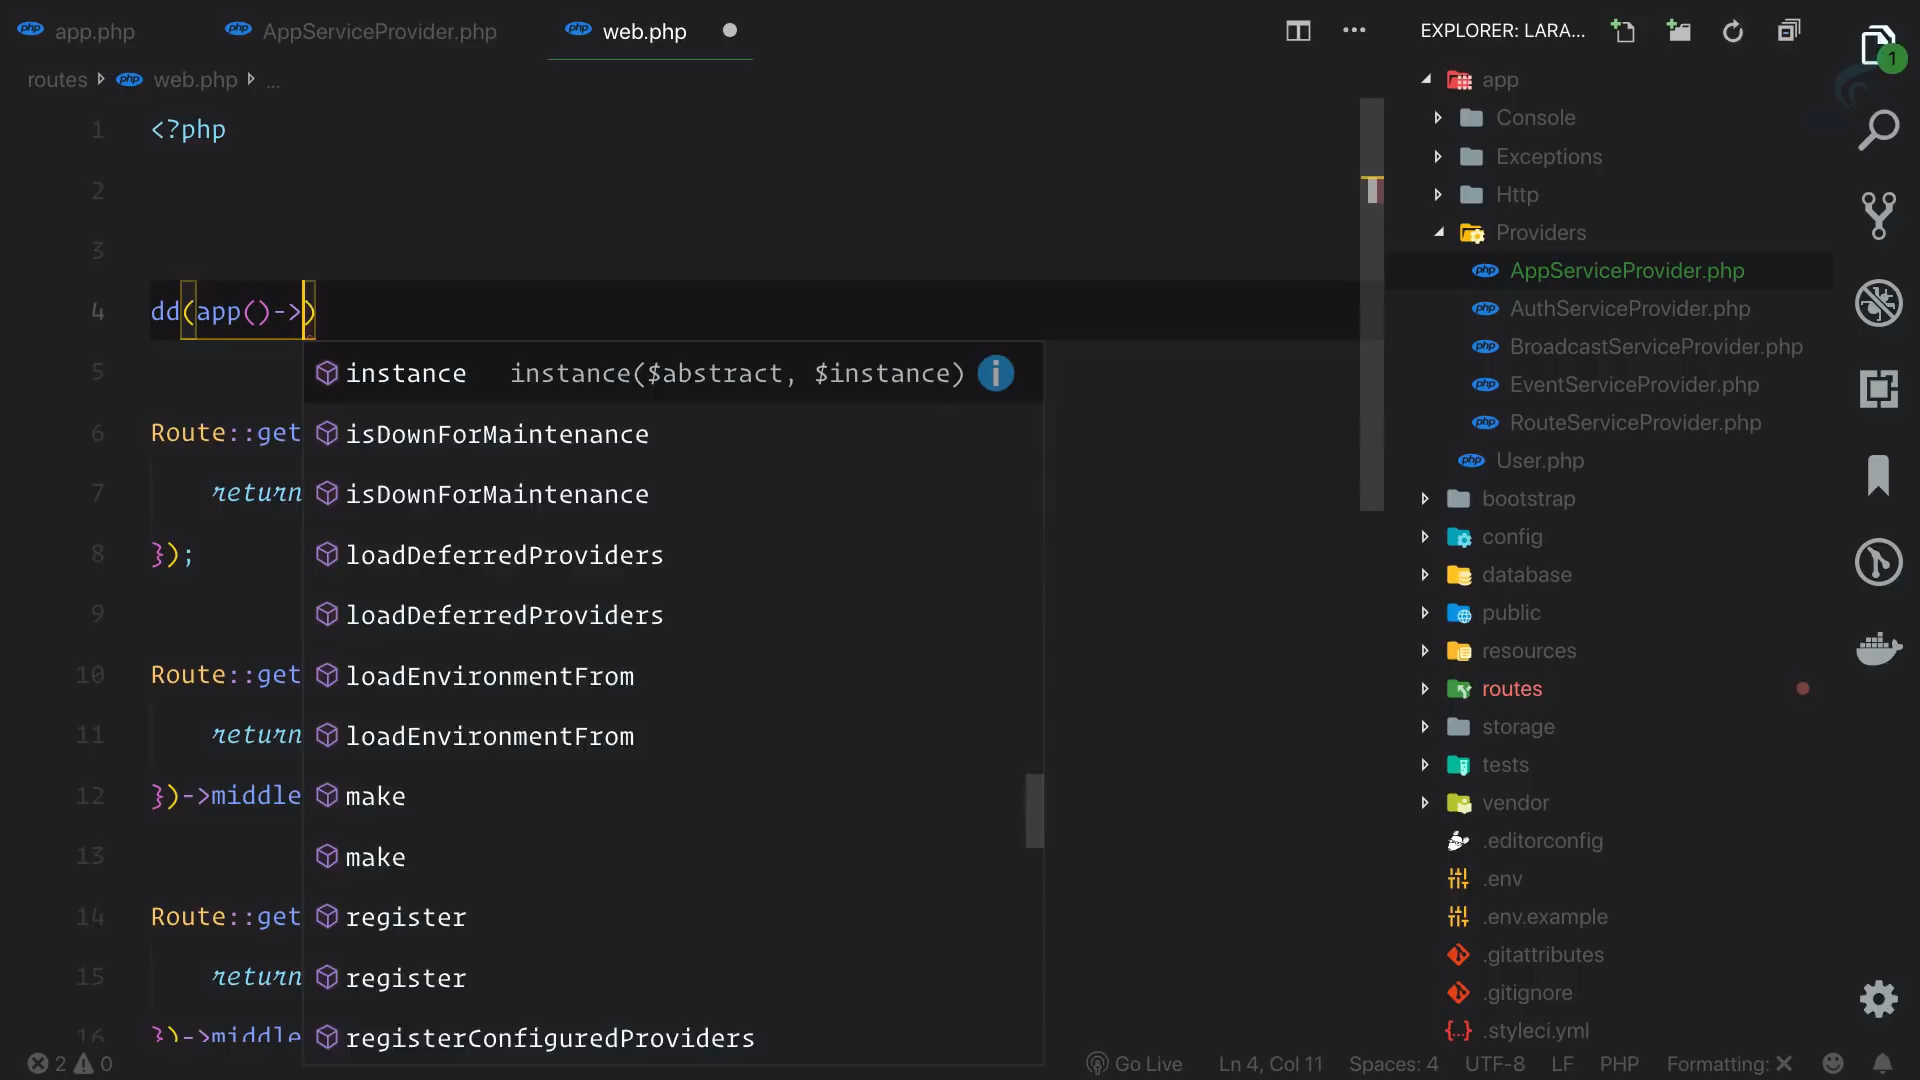 app.php
AppServiceProvider.php
web.php
EXPLORER: LARA...
1
routes
web.php
...
1 <?php
2
3
4 dd(app()->)
5
6 Route::get
7 return
8 });
9
10 Route::get
11 return
12 })->middle
13
14 Route::get
15 return
16 })->middle
instance instance($abstract, $instance)
isDownForMaintenance
isDownForMaintenance
loadDeferredProviders
loadDeferredProviders
loadEnvironmentFrom
loadEnvironmentFrom
make
make
register
register
registerConfiguredProviders
app
Console
Exceptions
Http
Providers
AppServiceProvider.php
AuthServiceProvider.php
BroadcastServiceProvider.php
EventServiceProvider.php
RouteServiceProvider.php
User.php
bootstrap
config
database
public
resources
routes
storage
tests
vendor
.editorconfig
.env
.env.example
.gitattributes
.gitignore
.styleci.yml
2 0
Go Live
Ln 4, Col 11
Spaces: 4
UTF-8
LF
PHP
Formatting: ✕